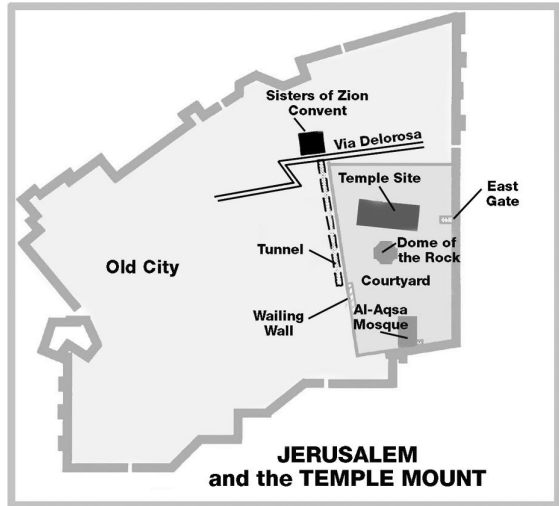 Sisters of Zion
Convent
Via Delorosa
Temple Site
East
Gate
Dome of
the Rock
Tunnel
Old City
Courtyard
Wailing
Wall
Al-Aqsa
Mosque
JERUSALEM
and the TEMPLE MOUNT